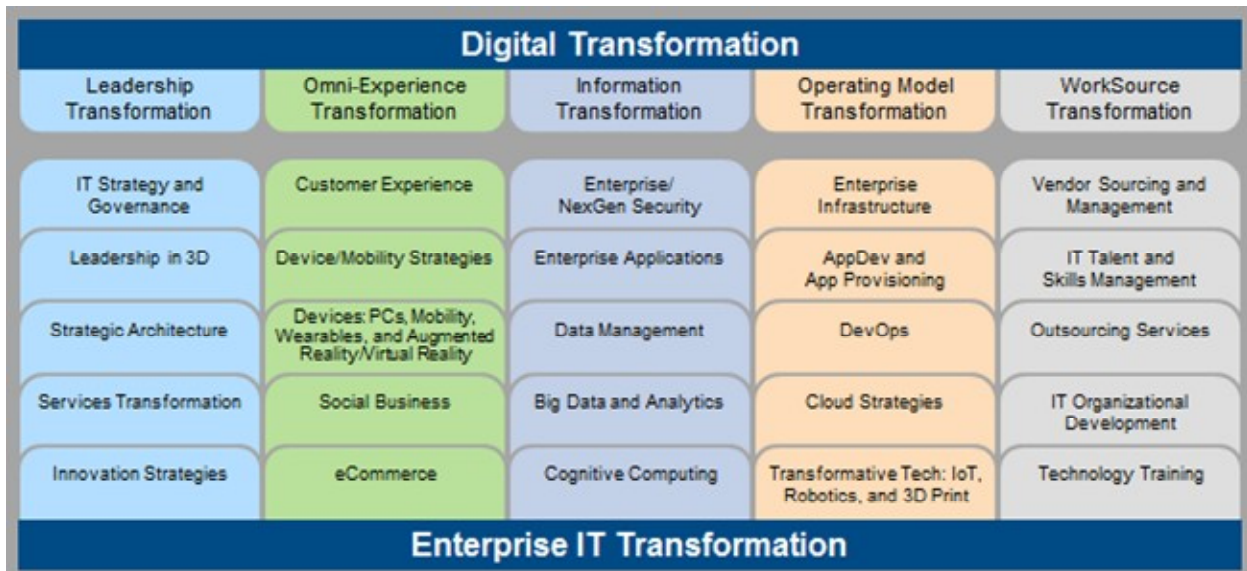 Digital Transformation
Leadership
Transformation
Omni-Experience
Transformation
Information
Transformation
Operating Model
Transformation
WorkSource
Transformation
IT Strategy and
Governance
Customer Experience
Enterprise/
NexGen Security
Enterprise
Infrastructure
Vendor Sourcing and
Management
Leadership in 3D
Device/Mobility Strategies
Enterprise Applications
AppDev and
App Provisioning
IT Talent and
Skills Management
Strategic Architecture
Devices: PCs, Mobility,
Wearables, and Augmented
Reality/Virtual Reality
Data Management
DevOps
Outsourcing Services
Services Transformation
Social Business
Big Data and Analytics
Cloud Strategies
IT Organizational
Development
Innovation Strategies
eCommerce
Cognitive Computing
Transformative Tech: IoT,
Robotics, and 3D Print
Technology Training
Enterprise IT Transformation